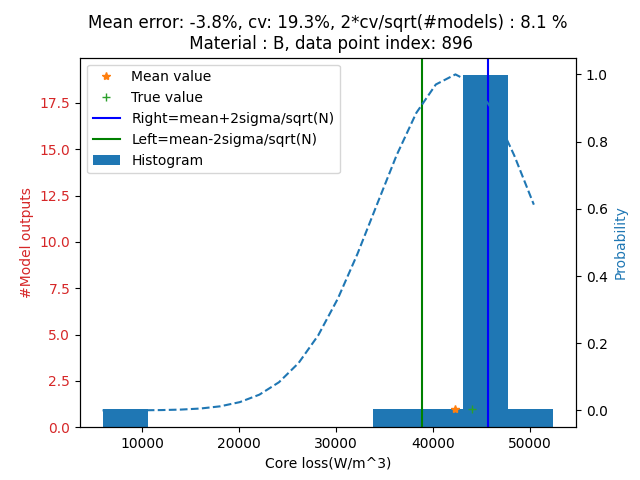 Mean error: -3.8%, cv: 19.3%, 2*cv/sqrt(#models) : 8.1 %
Material : B, data point index: 896
Mean value
True value
Right=mean+2sigma/sqrt(N)
Left=mean-2sigma/sqrt(N)
Histogram
#Model outputs
17.5
15.0
12.5
10.0
7.5
5.0
2.5
0.0
1.0
0.8
0.6
0.4
0.2
0.0
Probability
10000
20000
30000
40000
50000
Core loss(W/m^3)